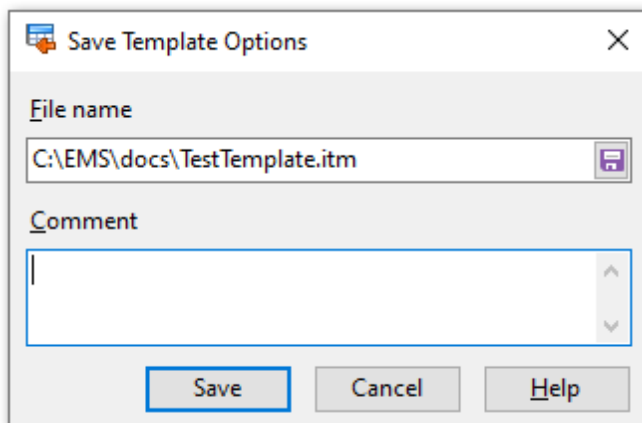 Save Template Options
File name
C:\EMS\docs\TestTemplate.itm
Comment
Save Cancel Help